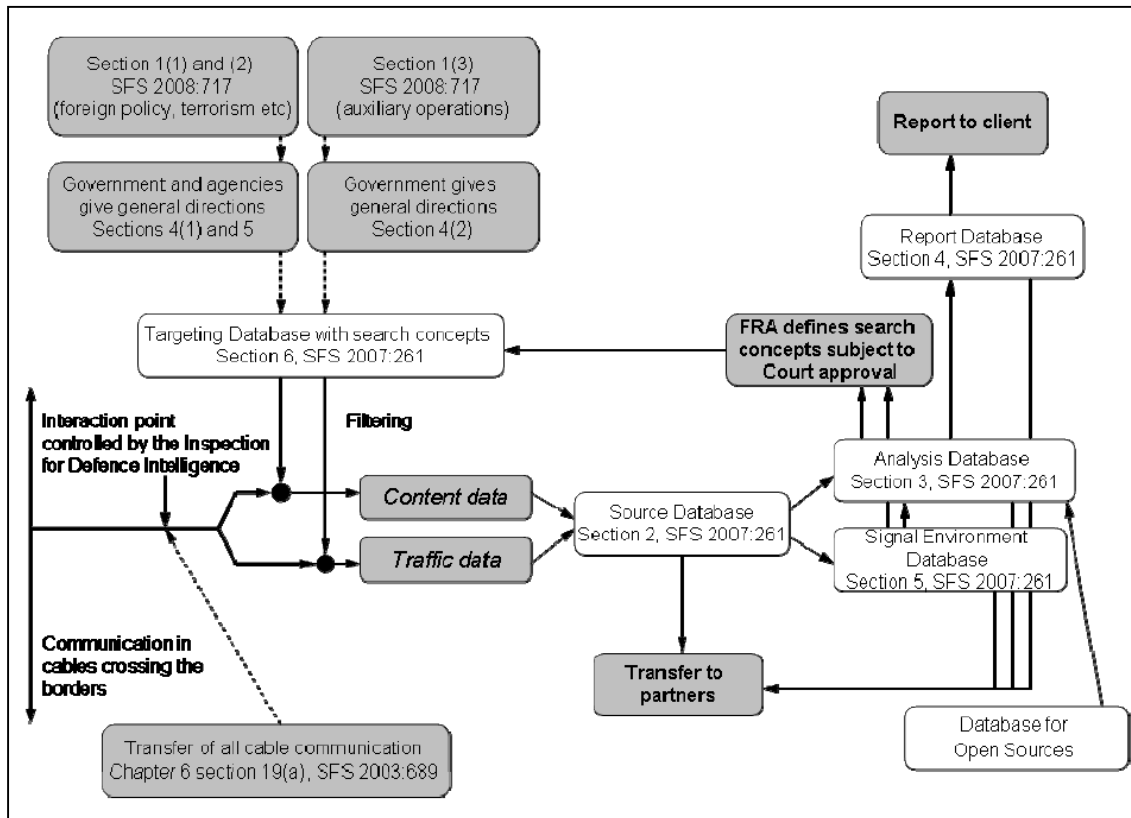 Section 1(1) and (2)
SFS 2008:717
(foreign policy, terrorism etc)
Section 1(3)
SFS 2008:717
(auxiliary operations)
Report to client
Government and agencies
give general directions
Sections 4(1) and 5
Government gives
general directions
Section 4(2)
Report Database
Section 4, SFS 2007:261
Targeting Database with search concepts
Section 6, SFS 2007:261
FRA defines search
concepts subject to
Court approval
Interaction point
controlled by the Inspection
for Defence Intelligence
Filtering
Analysis Database
Section 3, SFS 2007:261
Content data
Source Database
Section 2, SFS 2007:261
Traffic data
Signal Environment
Database
Section 5, SFS 2007:261
Communication in
cables crossing the
borders
Transfer to
partners
Database for
Open Sources
Transfer of all cable communication
Chapter 6 section 19(a), SFS 2003:689